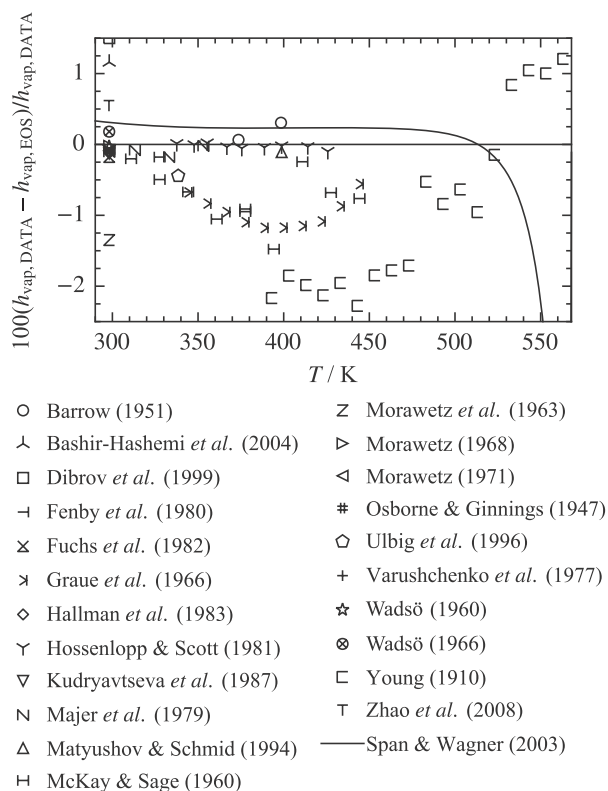 100(hvap,DATA − hvap,EOS)/hvap,DATA
1
0
−1
−2
300 350 400 450 500 550
T / K
Barrow (1951)
Bashir-Hashemi et al. (2004)
Dibrov et al. (1999)
Fenby et al. (1980)
Fuchs et al. (1982)
Graue et al. (1966)
Hallman et al. (1983)
Hossenlopp & Scott (1981)
Kudryavtseva et al. (1987)
Majer et al. (1979)
Matyushov & Schmid (1994)
McKay & Sage (1960)
Morawetz et al. (1963)
Morawetz (1968)
Morawetz (1971)
Osborne & Ginnings (1947)
Ulbig et al. (1996)
Varushchenko et al. (1977)
Wadsö (1960)
Wadsö (1966)
Young (1910)
Zhao et al. (2008)
Span & Wagner (2003)